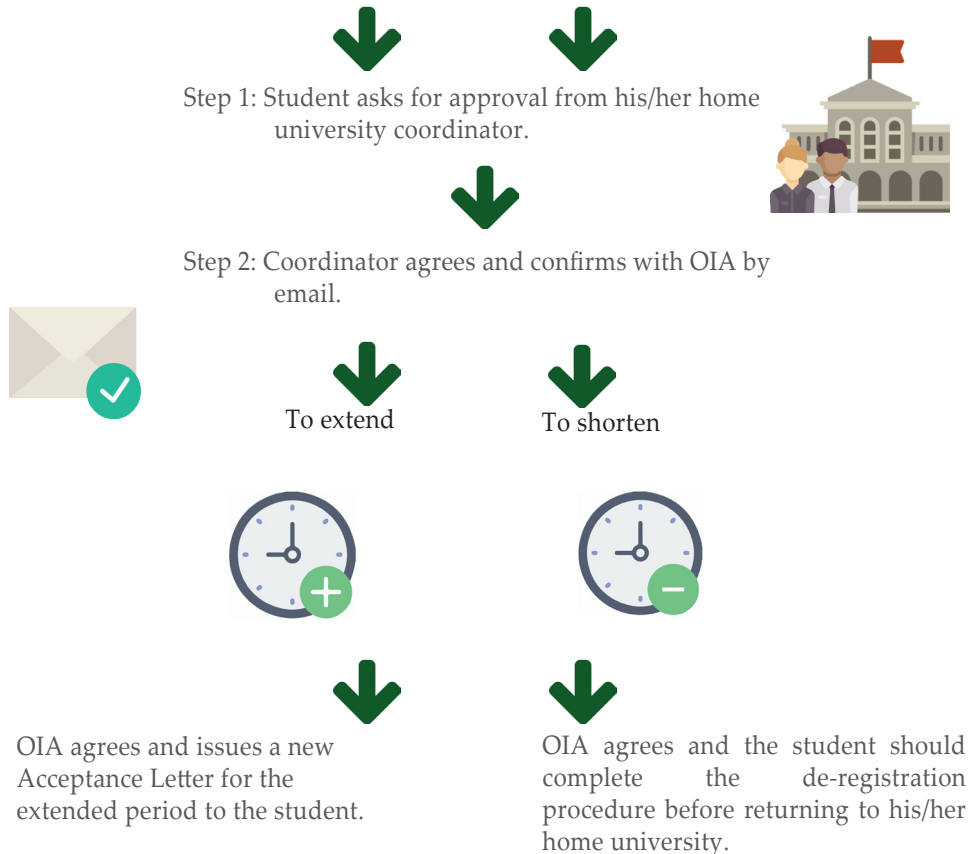 Step 1: Student asks for approval from his/her home
university coordinator.
Step 2: Coordinator agrees and confirms with OIA by
email.
To extend
To shorten
OIA agrees and issues a new
Acceptance Letter for the
extended period to the student.
OIA agrees and the student should
complete the de-registration
procedure before returning to his/her
home university.